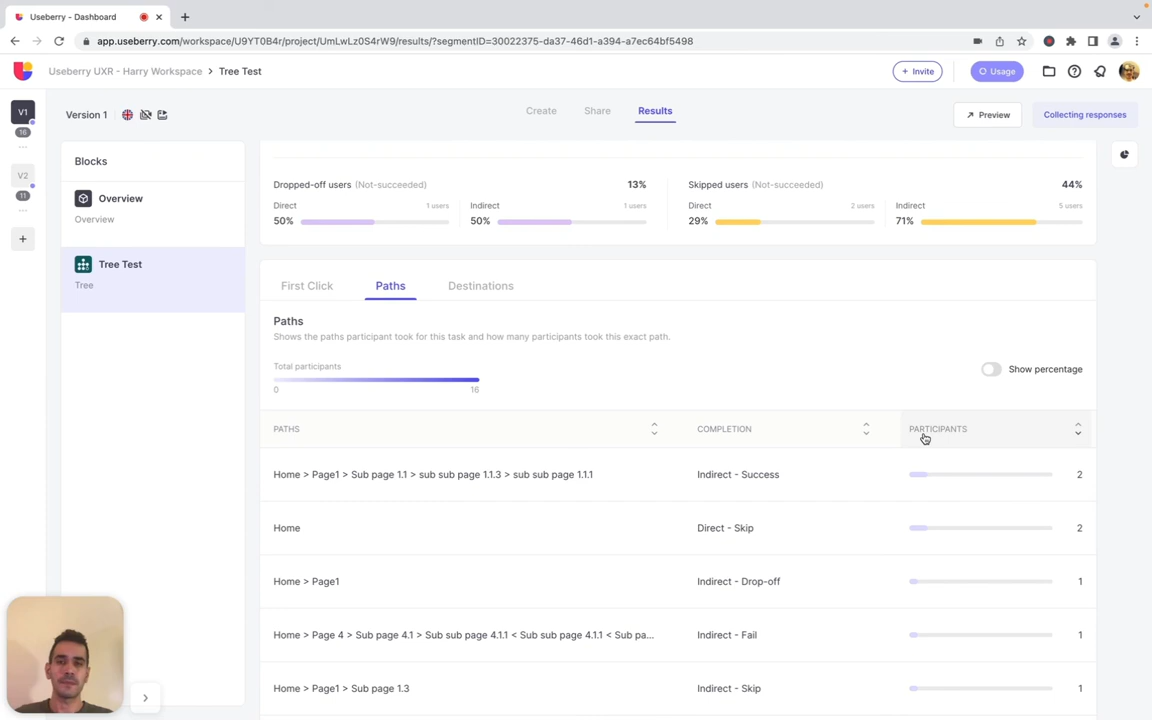 Useberry - Dashboard
app.useberry.com/workspace/U9YT0B4r/project/UmLwLz0S4rW9/results/?segmentID=30022375-da37-46d1-a394-a7ec64bf5498
Useberry UXR - Harry Workspace > Tree Test
+ Invite
Usage
V1
16
V2
11
+
Version 1
Create
Share
Results
Preview
Collecting responses
Blocks
Overview
Overview
Tree Test
Tree
Dropped-off users (Not-succeeded) 13%
Direct 1 users
50%
Indirect 1 users
50%
Skipped users (Not-succeeded) 44%
Direct 2 users
29%
Indirect 5 users
71%
First Click
Paths
Destinations
Paths
Shows the paths participant took for this task and how many participants took this exact path.
Total participants
0 16
Show percentage
PATHS COMPLETION PARTICIPANTS
Home > Page1 > Sub page 1.1 > sub sub page 1.1.3 > sub sub page 1.1.1 Indirect - Success 2
Home Direct - Skip 2
Home > Page1 Indirect - Drop-off 1
Home > Page 4 > Sub page 4.1 > Sub sub page 4.1.1 < Sub sub page 4.1.1 < Sub pa... Indirect - Fail 1
Home > Page1 > Sub page 1.3 Indirect - Skip 1